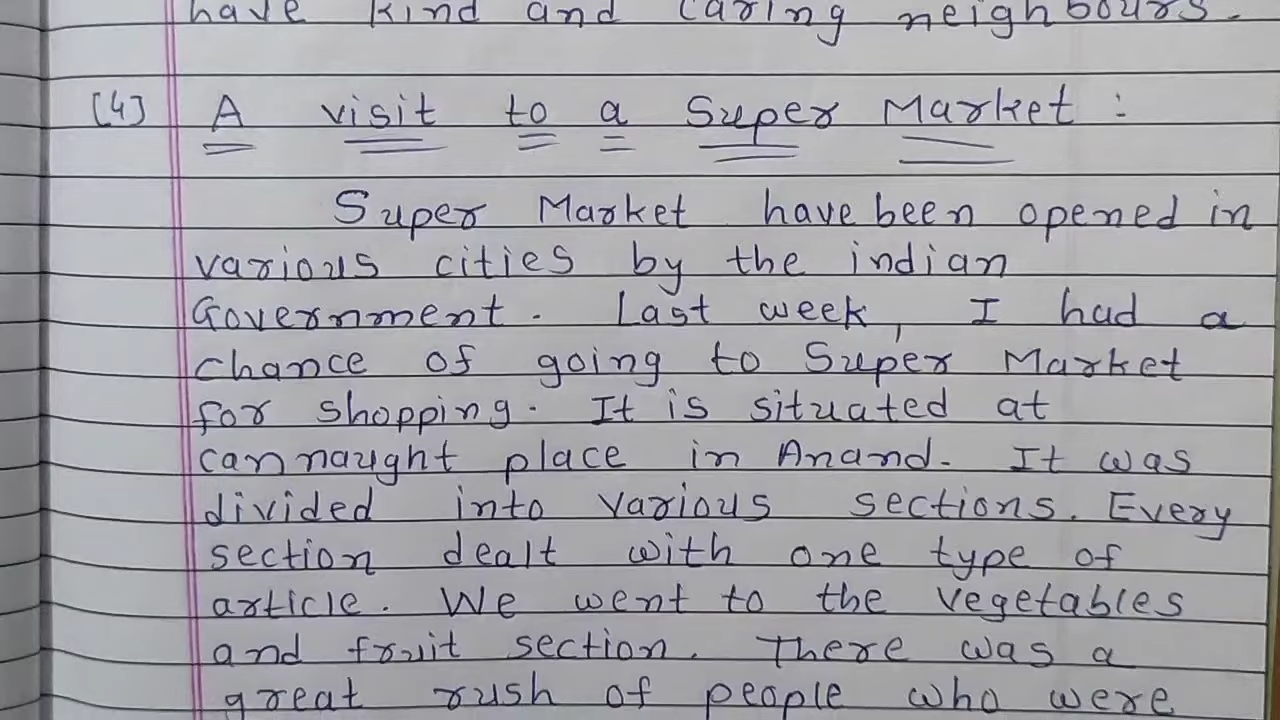 have kind and caring neighbours.
[4] A visit to a Super Market :
Super Market have been opened in
various cities by the indian
Government. Last week, I had a
chance of going to Super Market
for shopping. It is situated at
cannaught place in Anand. It was
divided into various sections. Every
section dealt with one type of
article. We went to the vegetables
and fruit section. There was a
great rush of people who were